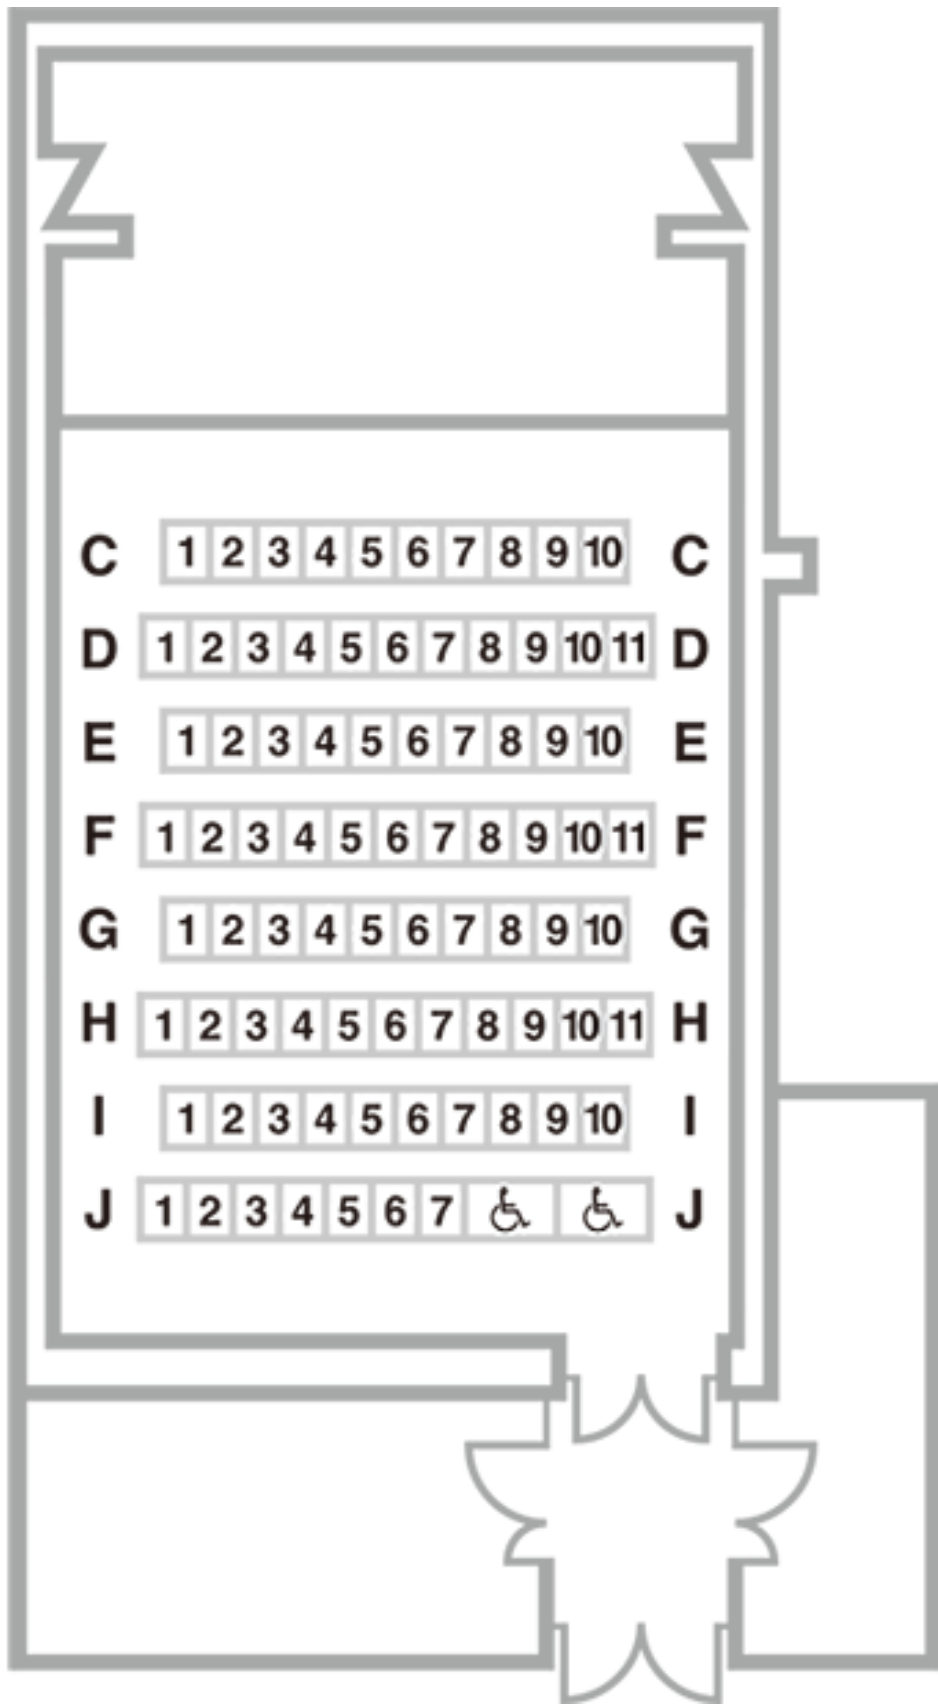 C 1 2 3 4 5 6 7 8 9 10 C
D 1 2 3 4 5 6 7 8 9 10 11 D
E 1 2 3 4 5 6 7 8 9 10 E
F 1 2 3 4 5 6 7 8 9 10 11 F
G 1 2 3 4 5 6 7 8 9 10 G
H 1 2 3 4 5 6 7 8 9 10 11 H
I 1 2 3 4 5 6 7 8 9 10 I
J 1 2 3 4 5 6 7 J